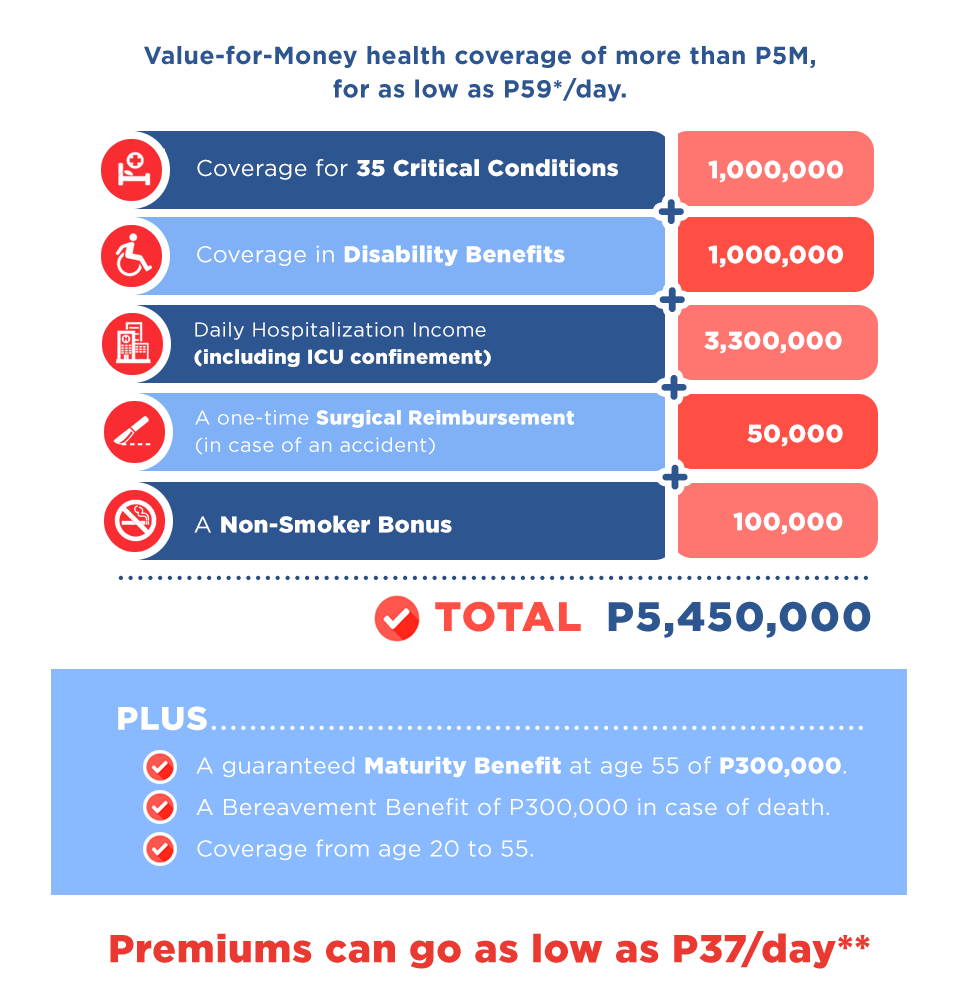 Value-for-Money health coverage of more than P5M,
for as low as P59*/day.
Coverage for 35 Critical Conditions
1,000,000
+
Coverage in Disability Benefits
1,000,000
+
Daily Hospitalization Income
(including ICU confinement)
3,300,000
+
A one-time Surgical Reimbursement
(in case of an accident)
50,000
+
A Non-Smoker Bonus
100,000
TOTAL P5,450,000
PLUS
A guaranteed Maturity Benefit at age 55 of P300,000.
A Bereavement Benefit of P300,000 in case of death.
Coverage from age 20 to 55.
Premiums can go as low as P37/day**